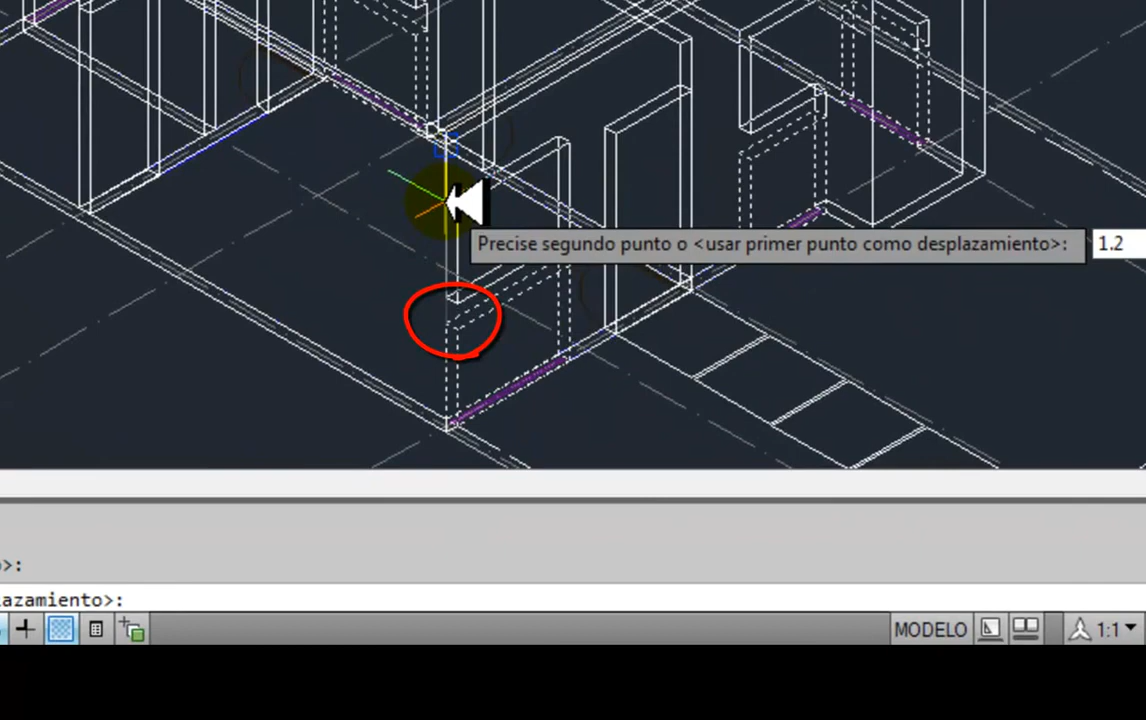 Precise segundo punto o <usar primer punto como desplazamiento>: 1.2
o>:
lazamiento>:
MODELO 1:1